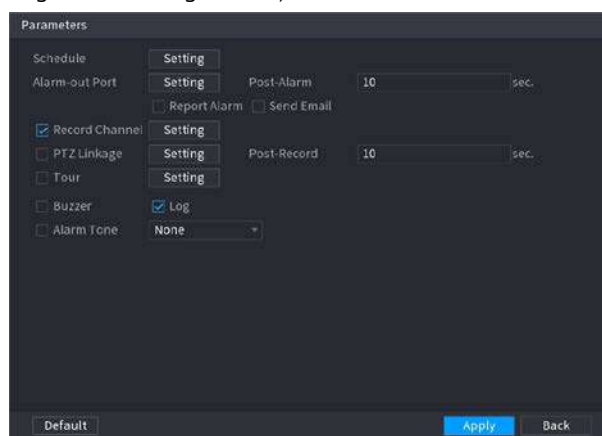 Parameters
Schedule Setting
Alarm-out Port Setting Post-Alarm 10 sec.
Report Alarm Send Email
Record Channel Setting
PTZ Linkage Setting Post-Record 10 sec.
Tour Setting
Buzzer Log
Alarm Tone None
Default Apply Back